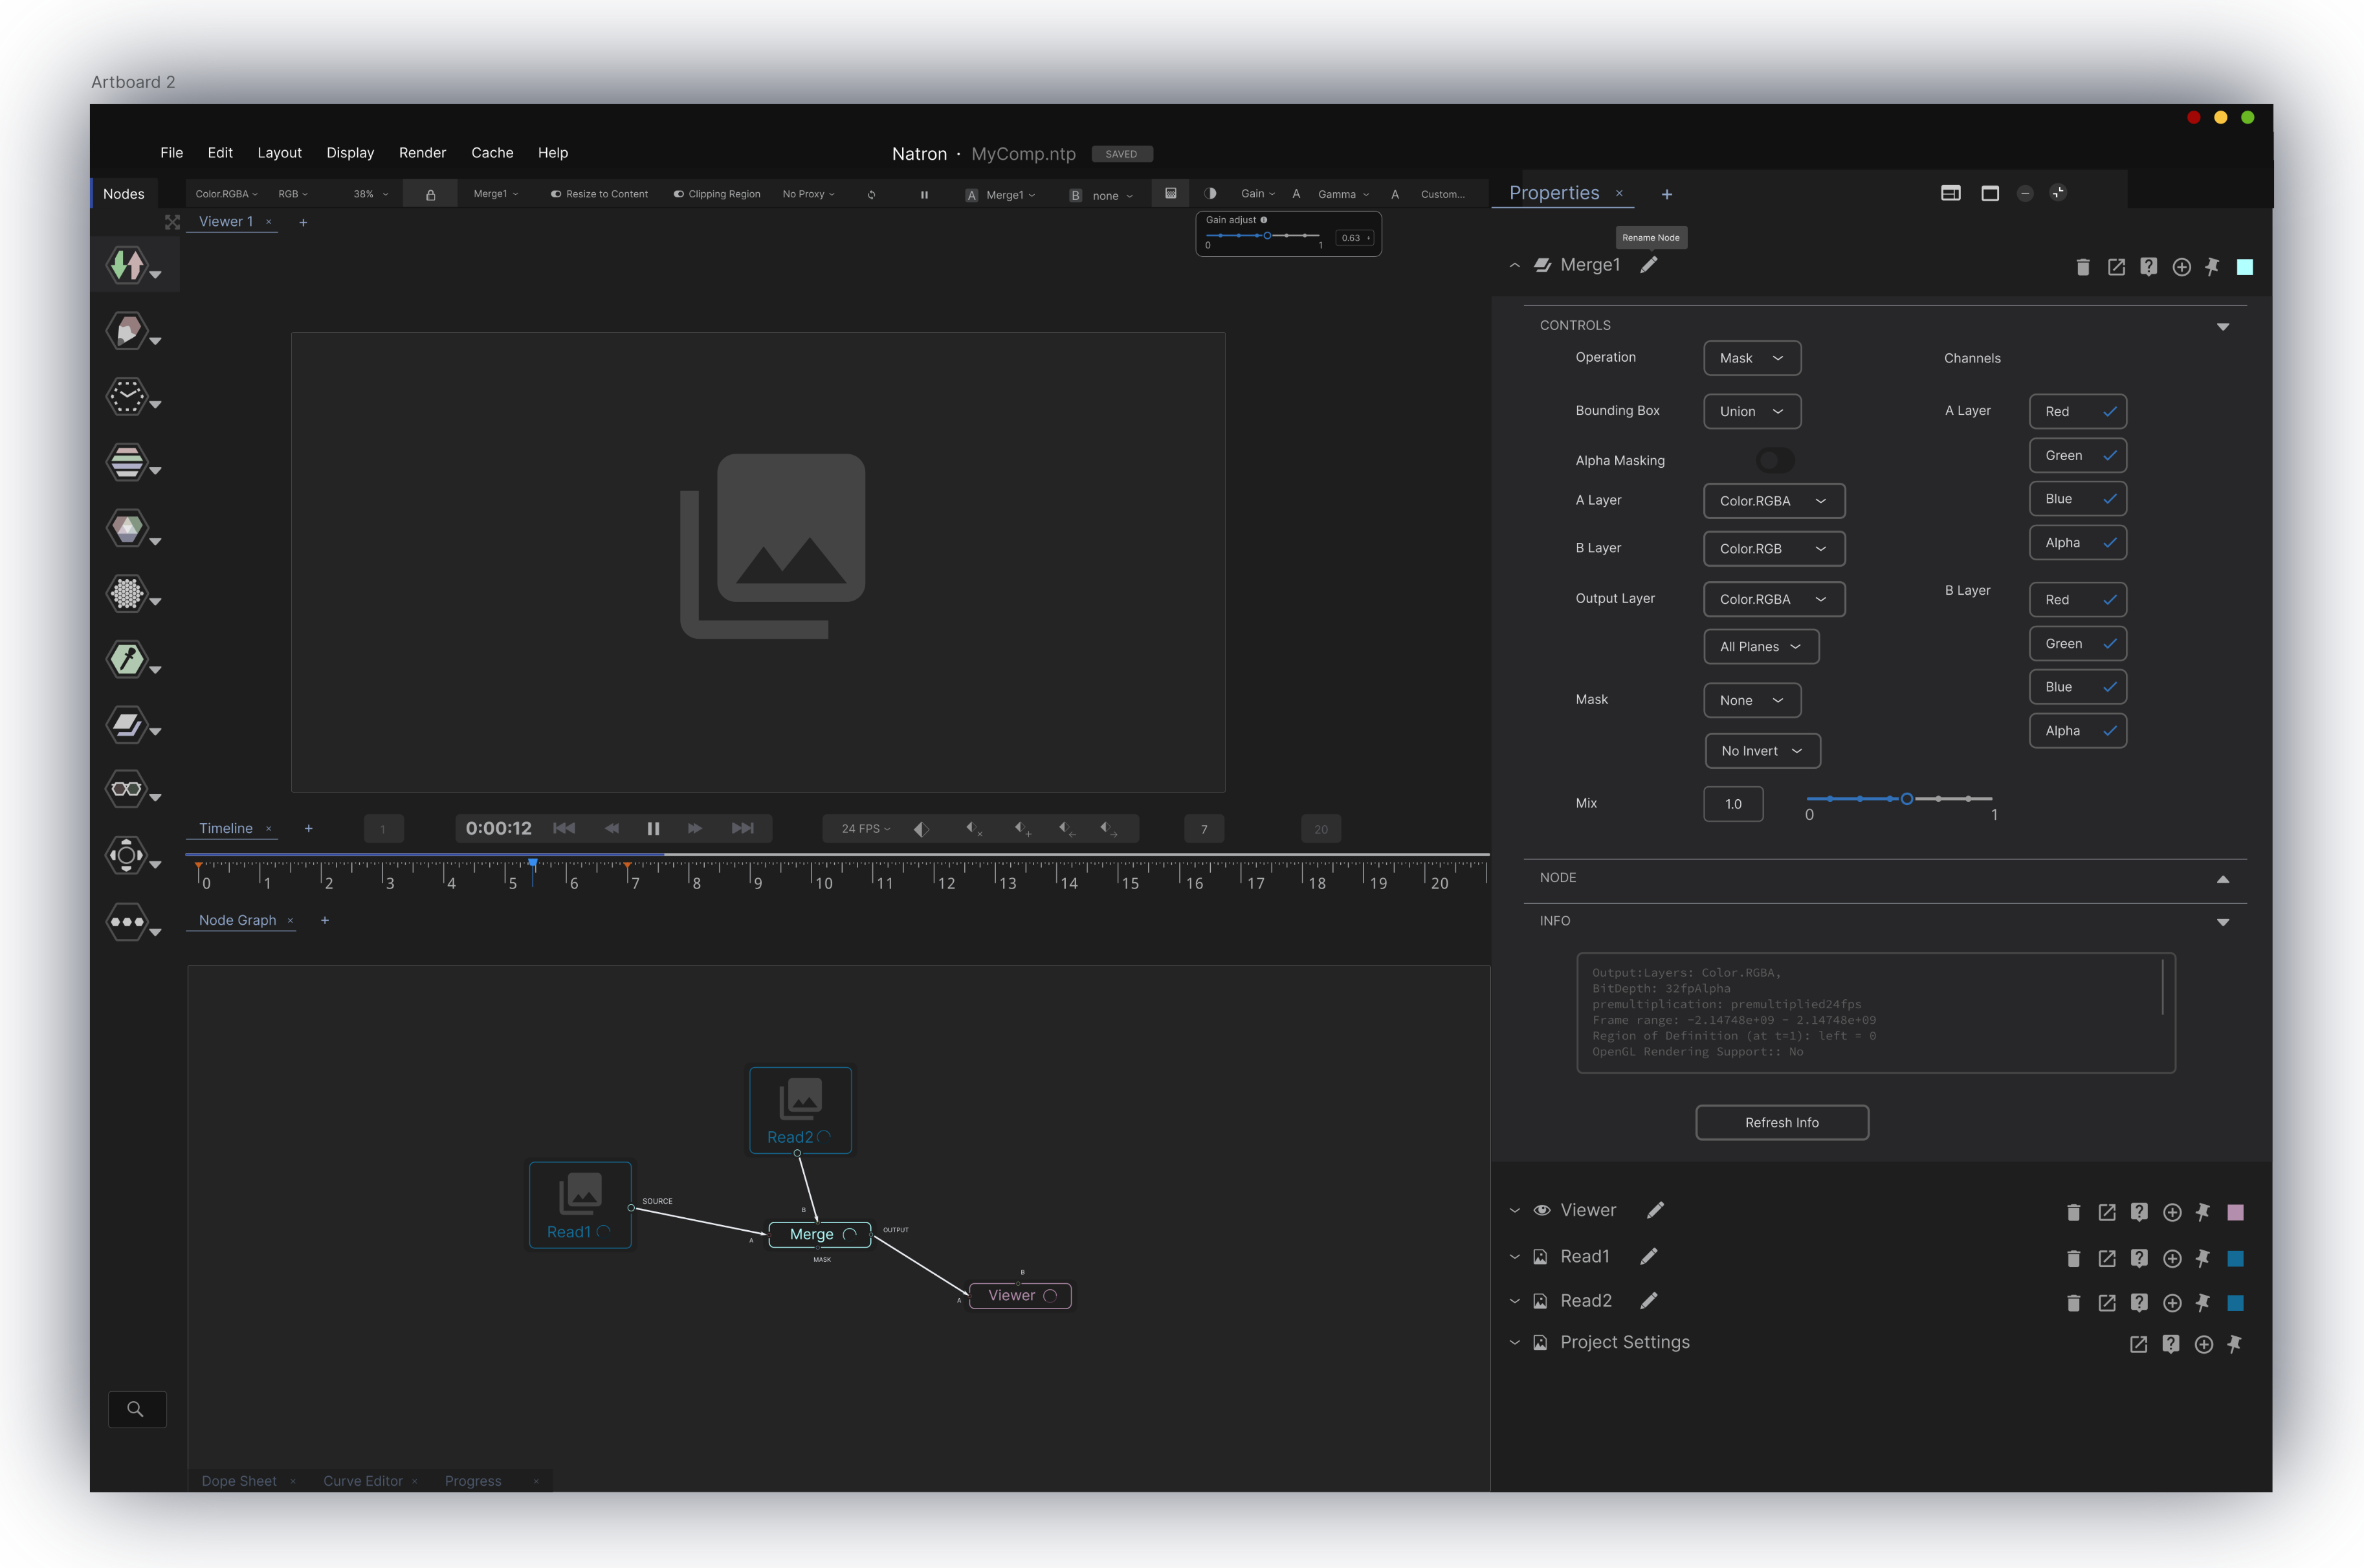 Artboard 2
File Edit Layout Display Render Cache Help
Natron · MyComp.ntp SAVED
Nodes
Color.RGBA RGB 38% Merge1 Resize to Content Clipping Region No Proxy A Merge1 B none Gain A Gamma A Custom...
Viewer 1 × +
Gain adjust
0 1 0.63
Properties × +
Rename Node
Merge1
CONTROLS
Operation Mask Channels
Bounding Box Union A Layer Red
Green
Alpha Masking
A Layer Color.RGBA Blue
B Layer Color.RGB Alpha
Output Layer Color.RGBA B Layer Red
All Planes Green
Mask None Blue
Alpha
No Invert
Mix 1.0 0 1
Timeline × + 1 0:00:12 24 FPS 7 20
0 1 2 3 4 5 6 7 8 9 10 11 12 13 14 15 16 17 18 19 20
NODE
Node Graph × +
INFO
Output:Layers: Color.RGBA,
BitDepth: 32fpAlpha
premultiplication: premultiplied24fps
Frame range: -2.14748e+09 - 2.14748e+09
Region of Definition (at t=1): left = 0
OpenGL Rendering Support:: No
Refresh Info
Read2
Read1
SOURCE
B
A
Merge
OUTPUT
MASK
B
A
Viewer
Viewer
Read1
Read2
Project Settings
Dope Sheet × Curve Editor × Progress ×